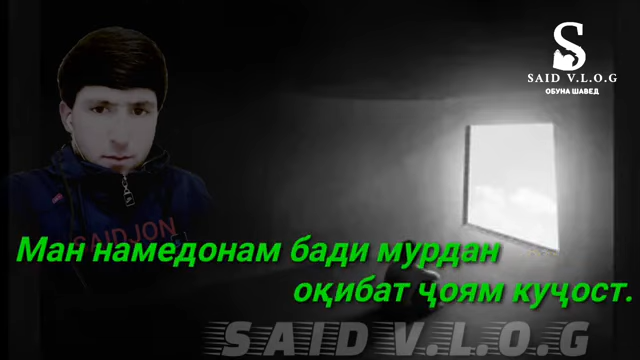 S
SAID V.L.O.G
ОБУНА ШАВЕД
SAIDJON
Ман намедонам бади мурдан
оқибат ҷоям куҷост.
SAID V.L.O.G